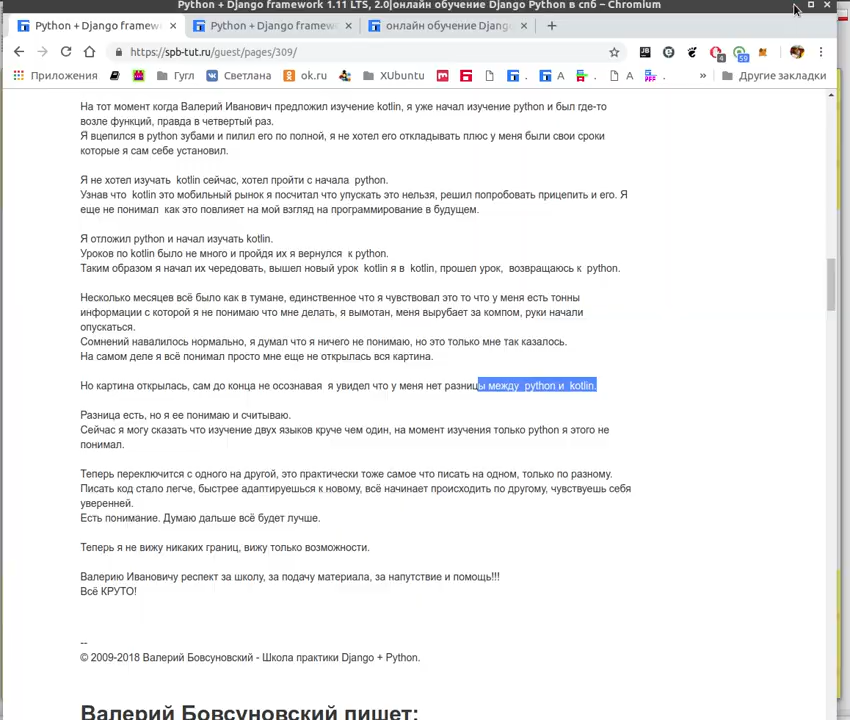 Python + Django framework 1.11 LTS, 2.0|онлайн обучение Django Python в спб – Chromium
Python + Django framew
Python + Django framew
онлайн обучение Django
https://spb-tut.ru/guest/pages/309/
4
59
Приложения
Гугл
Светлана
ok.ru
XUbuntu
A
A
»
Другие закладки
На тот момент когда Валерий Иванович предложил изучение kotlin, я уже начал изучение python и был где-то
возле функций, правда в четвертый раз.
Я вцепился в python зубами и пилил его по полной, я не хотел его откладывать плюс у меня были свои сроки
которые я сам себе установил.
Я не хотел изучать kotlin сейчас, хотел пройти с начала python.
Узнав что kotlin это мобильный рынок я посчитал что упускать это нельзя, решил попробовать прицепить и его. Я
еще не понимал как это повлияет на мой взгляд на программирование в будущем.
Я отложил python и начал изучать kotlin.
Уроков по kotlin было не много и пройдя их я вернулся к python.
Таким образом я начал их чередовать, вышел новый урок kotlin я в kotlin, прошел урок, возвращаюсь к python.
Несколько месяцев всё было как в тумане, единственное что я чувствовал это то что у меня есть тонны
информации с которой я не понимаю что мне делать, я вымотан, меня вырубает за компом, руки начали
опускаться.
Сомнений навалилось нормально, я думал что я ничего не понимаю, но это только мне так казалось.
На самом деле я всё понимал просто мне еще не открылась вся картина.
Но картина открылась, сам до конца не осознавая я увидел что у меня нет разницы между python и kotlin.
Разница есть, но я ее понимаю и считываю.
Сейчас я могу сказать что изучение двух языков круче чем один, на момент изучения только python я этого не
понимал.
Теперь переключится с одного на другой, это практически тоже самое что писать на одном, только по разному.
Писать код стало легче, быстрее адаптируешься к новому, всё начинает происходить по другому, чувствуешь себя
уверенней.
Есть понимание. Думаю дальше всё будет лучше.
Теперь я не вижу никаких границ, вижу только возможности.
Валерию Ивановичу респект за школу, за подачу материала, за напутствие и помощь!!!
Всё КРУТО!
--
© 2009-2018 Валерий Бовсуновский - Школа практики Django + Python.
Валерий Бовсуновский пишет: